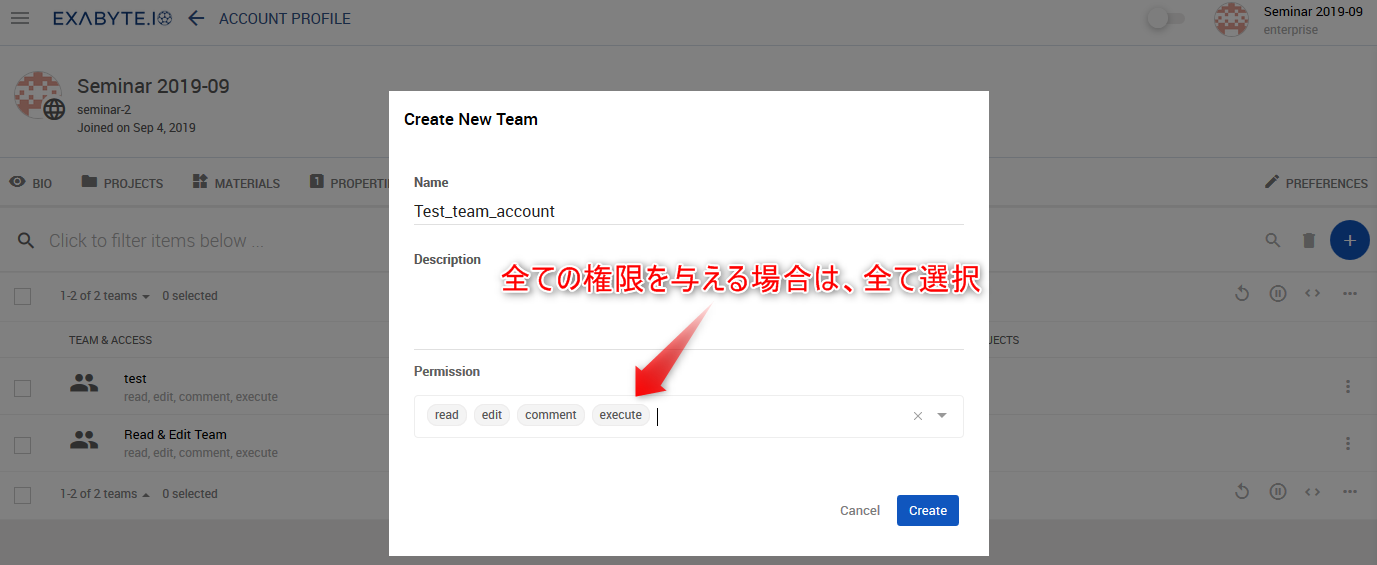 EXABYTE.IO ACCOUNT PROFILE
Seminar 2019-09
enterprise
Seminar 2019-09
seminar-2
Joined on Sep 4, 2019
BIO PROJECTS MATERIALS PREFERENCES
Click to filter items below ...
1-2 of 2 teams 0 selected
TEAM & ACCESS
test
read, edit, comment, execute
Read & Edit Team
read, edit, comment, execute
1-2 of 2 teams 0 selected
Create New Team
Name
Test_team_account
Description
全ての権限を与える場合は、全て選択
Permission
read edit comment execute
Cancel Create